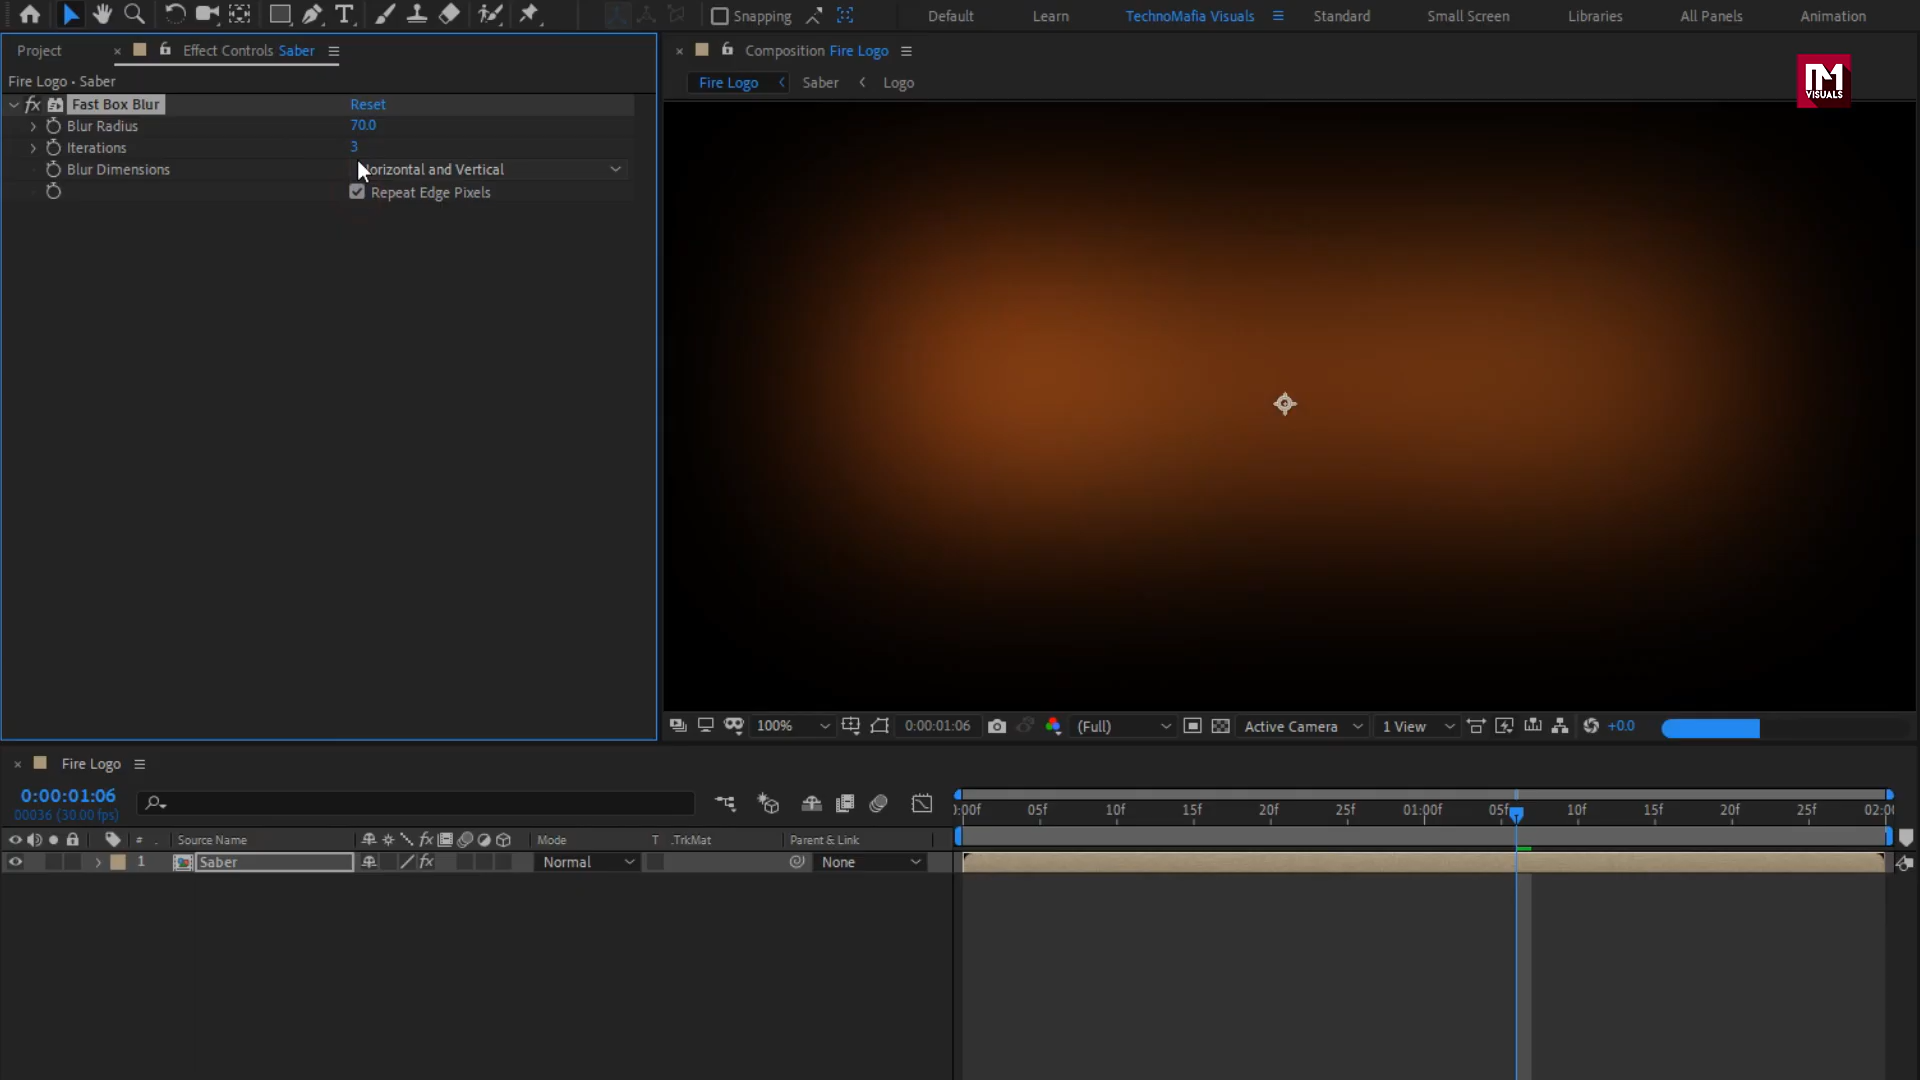 Snapping
Default
Learn
TechnoMafia Visuals
Standard
Small Screen
Libraries
All Panels
Animation
Project
Effect Controls Saber
Composition Fire Logo
Fire Logo • Saber
Fire Logo
Saber
Logo
VISUALS
fx Fast Box Blur
Reset
Blur Radius
70.0
Iterations
3
Blur Dimensions
Horizontal and Vertical
Repeat Edge Pixels
100%
0:00:01:06
(Full)
Active Camera
1 View
+0.0
Fire Logo
0:00:01:06
00036 (30.00 fps)
:00f 05f 10f 15f 20f 25f 01:00f 05f 10f 15f 20f 25f 02:00
# Source Name
fx
Mode
T .TrkMat
Parent & Link
1 Saber
fx
Normal
None